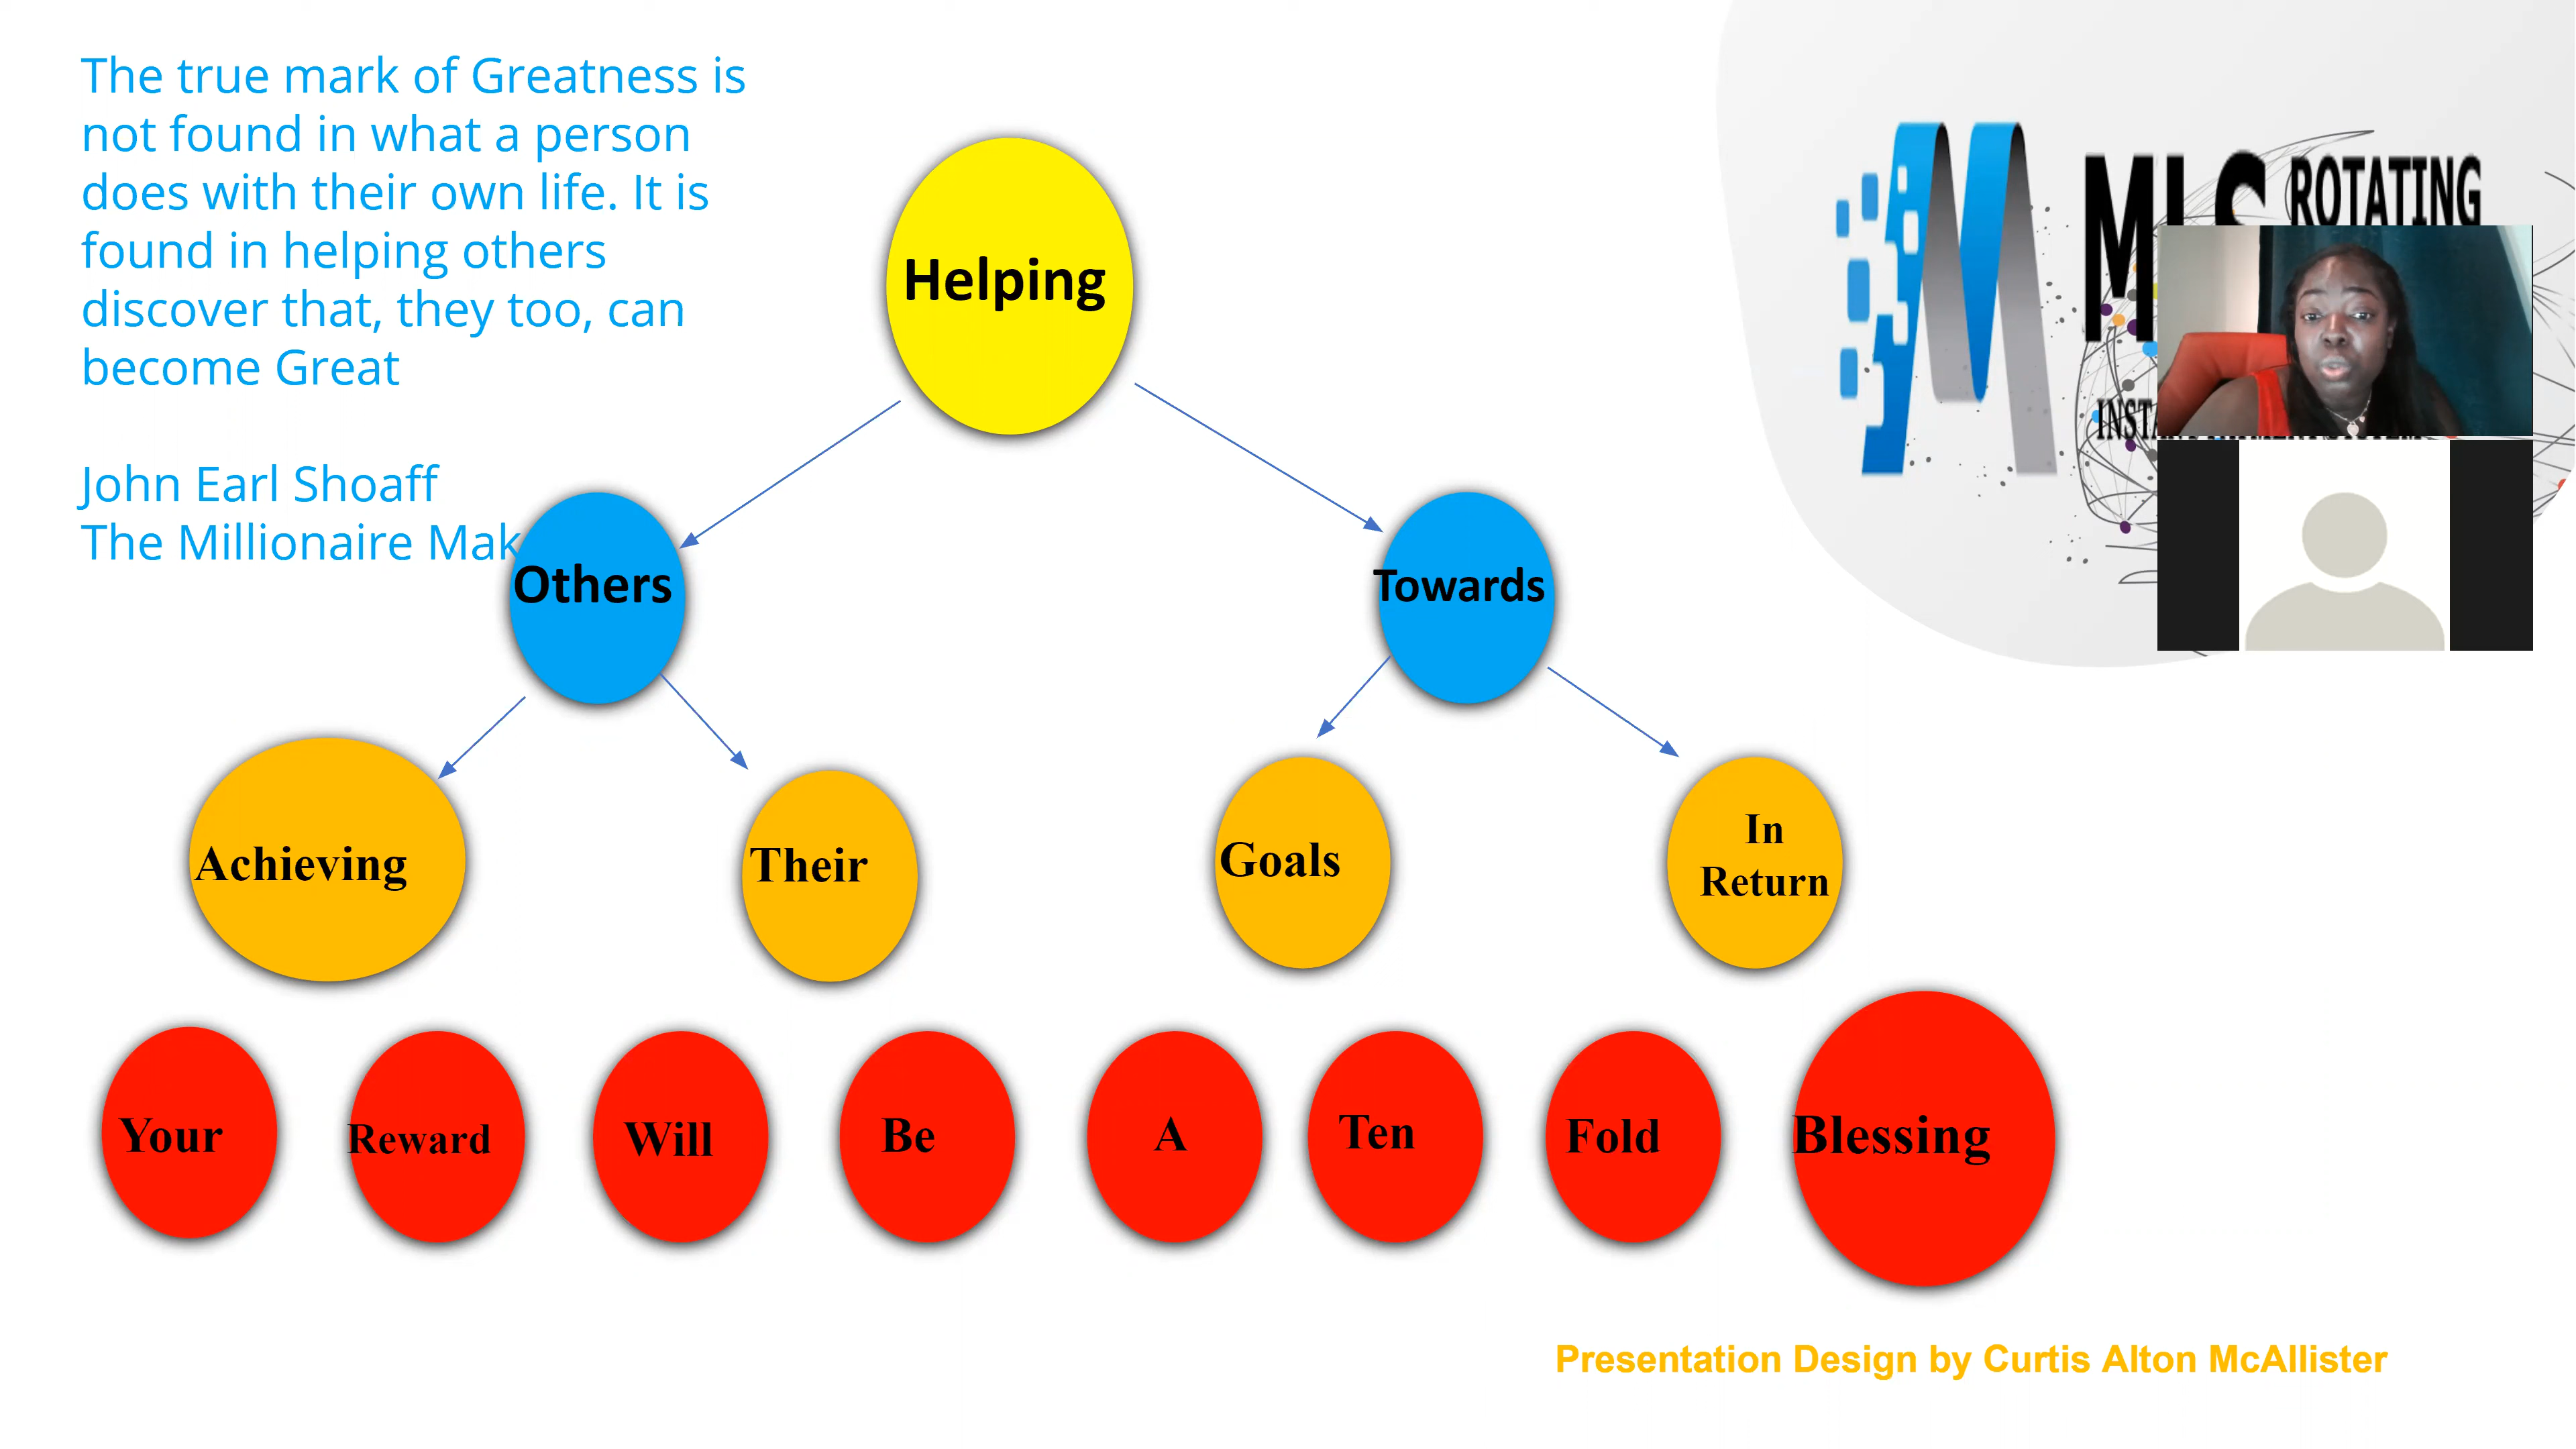 The true mark of Greatness is
not found in what a person
does with their own life. It is
found in helping others
discover that, they too, can
become Great
John Earl Shoaff
The Millionaire Mak
ROTATING
Helping
Others
Towards
Achieving
Their
Goals
In
Return
Your
Reward
Will
Be
A
Ten
Fold
Blessing
Presentation Design by Curtis Alton McAllister